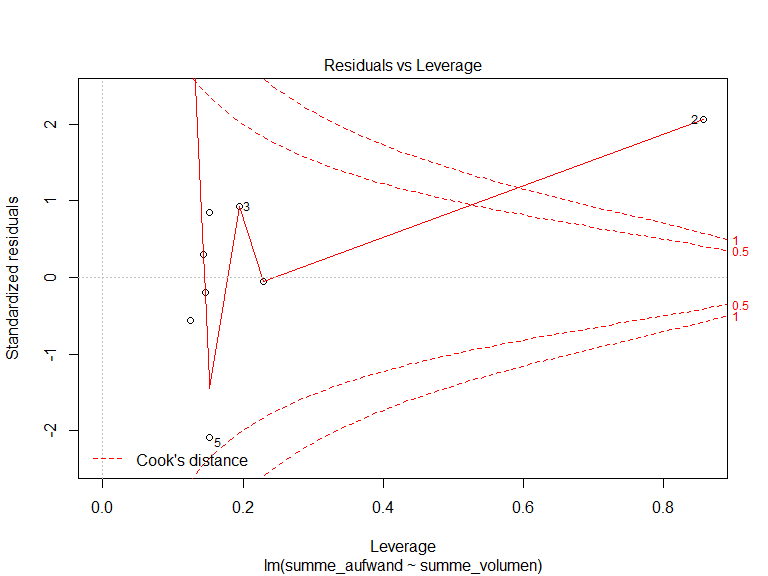 Residuals vs Leverage
Standardized residuals
2
1
0
-1
-2
2
3
5
1
0.5
0.5
1
Cook's distance
0.0 0.2 0.4 0.6 0.8
Leverage
lm(summe_aufwand ~ summe_volumen)